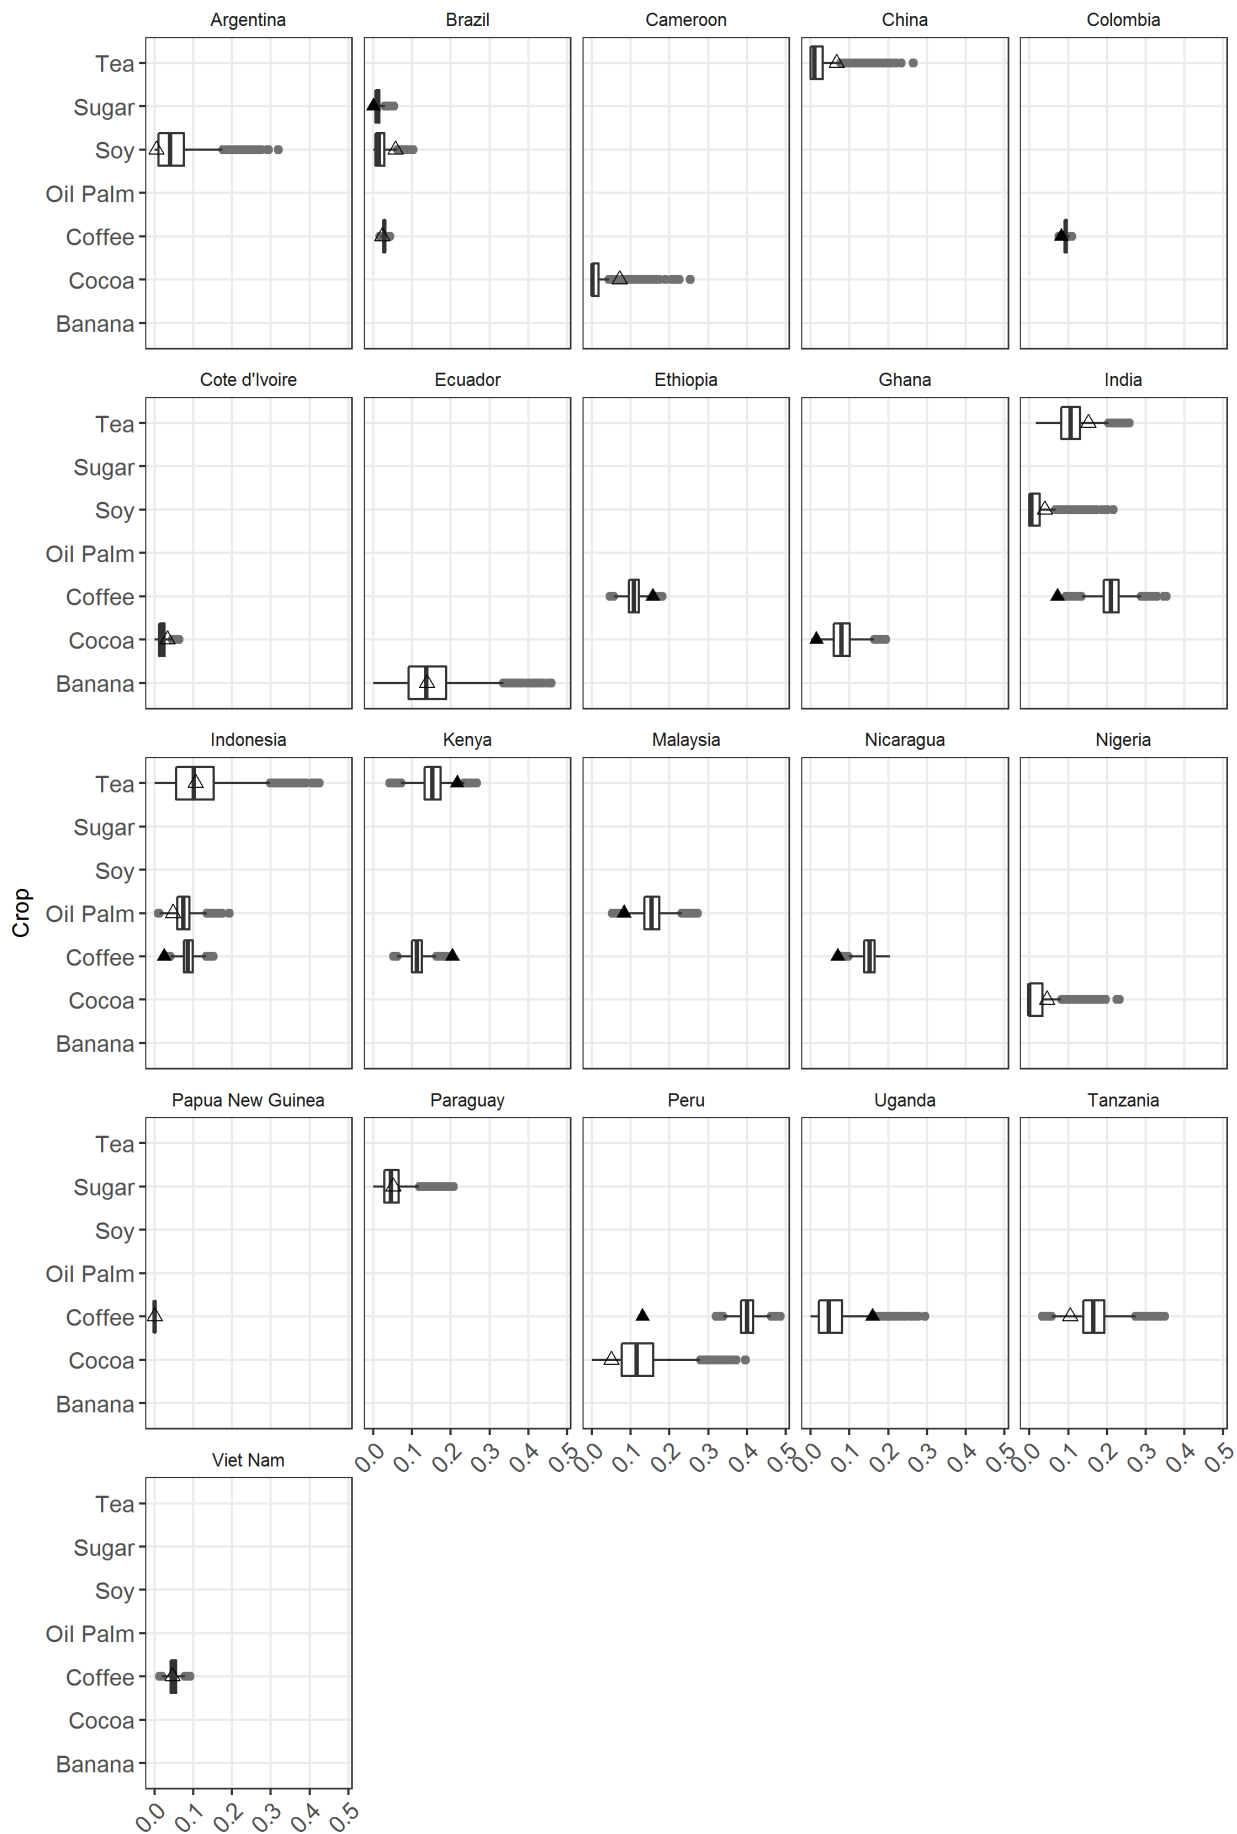 Argentina Brazil Cameroon China Colombia
Tea
Sugar
Soy
Oil Palm
Coffee
Cocoa
Banana
Cote d'Ivoire Ecuador Ethiopia Ghana India
Tea
Sugar
Soy
Oil Palm
Coffee
Cocoa
Banana
Indonesia Kenya Malaysia Nicaragua Nigeria
Tea
Sugar
Soy
Oil Palm
Coffee
Cocoa
Banana
Crop
Papua New Guinea Paraguay Peru Uganda Tanzania
Tea
Sugar
Soy
Oil Palm
Coffee
Cocoa
Banana
0.0 0.1 0.2 0.3 0.4 0.5 0.0 0.1 0.2 0.3 0.4 0.5 0.0 0.1 0.2 0.3 0.4 0.5 0.0 0.1 0.2 0.3 0.4 0.5
Viet Nam
Tea
Sugar
Soy
Oil Palm
Coffee
Cocoa
Banana
0.0 0.1 0.2 0.3 0.4 0.5